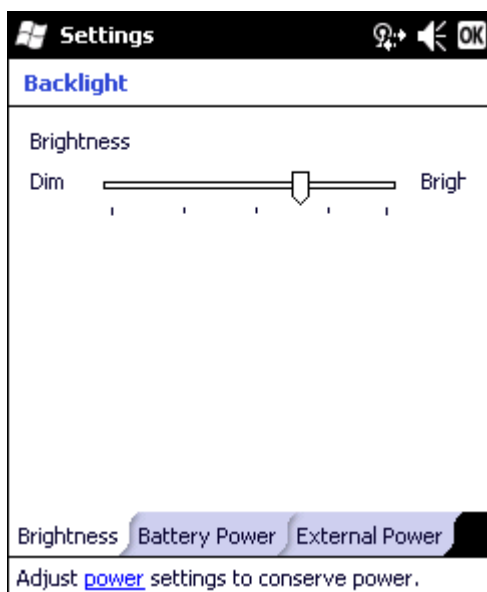 Settings OK
Backlight
Brightness
Dim Brigh
Brightness Battery Power External Power
Adjust power settings to conserve power.